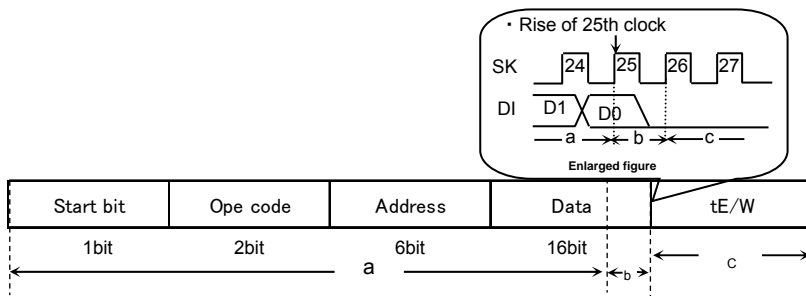 ・ Rise of 25th clock
SK 24 25 26 27
DI D1 D0
a b c
Enlarged figure
Start bit Ope code Address Data tE/W
1bit 2bit 6bit 16bit
a b C